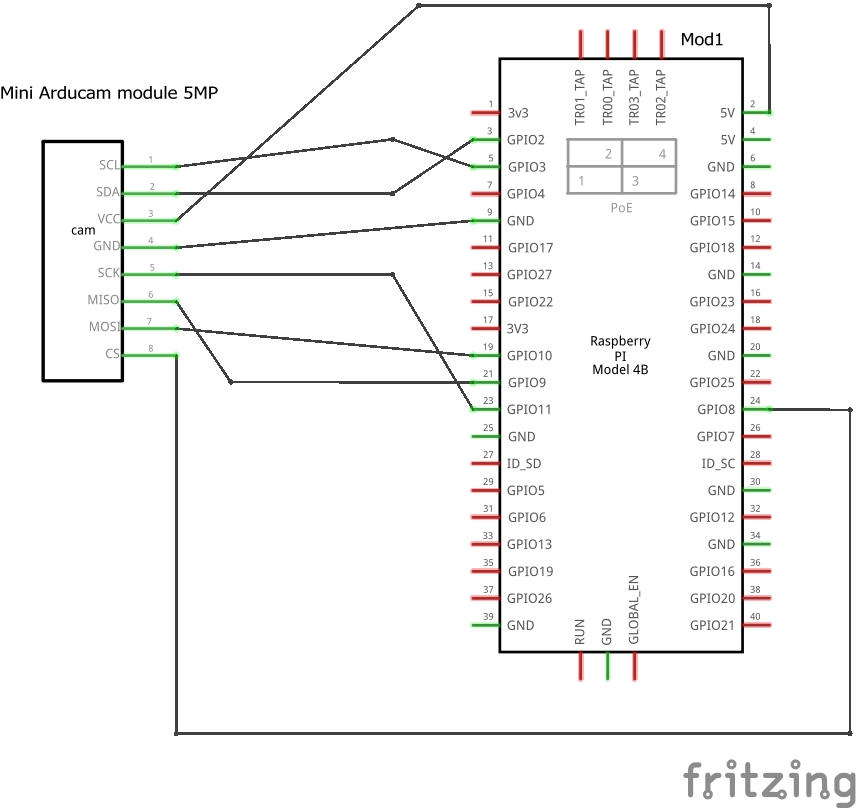 Mod1
Mini Arducam module 5MP
TR01_TAP
TR00_TAP
TR03_TAP
TR02_TAP
cam
SCL 1
SDA 2
VCC 3
GND 4
SCK 5
MISO 6
MOSI 7
CS 8
1 3v3
3 GPIO2
5 GPIO3
7 GPIO4
9 GND
11 GPIO17
13 GPIO27
15 GPIO22
17 3V3
19 GPIO10
21 GPIO9
23 GPIO11
25 GND
27 ID_SD
29 GPIO5
31 GPIO6
33 GPIO13
35 GPIO19
37 GPIO26
39 GND
2 4
1 3
PoE
Raspberry
PI
Model 4B
5V 2
5V 4
GND 6
GPIO14 8
GPIO15 10
GPIO18 12
GND 14
GPIO23 16
GPIO24 18
GND 20
GPIO25 22
GPIO8 24
GPIO7 26
ID_SC 28
GND 30
GPIO12 32
GND 34
GPIO16 36
GPIO20 38
GPIO21 40
RUN
GND
GLOBAL_EN
fritzing